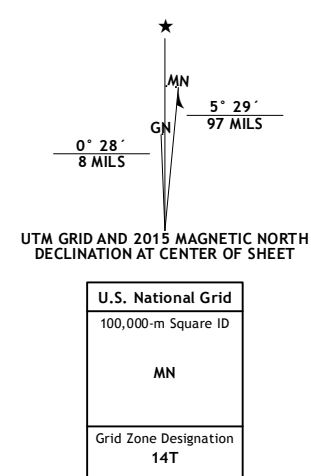 ★
MN
5° 29´
97 MILS
GN
0° 28´
8 MILS
UTM GRID AND 2015 MAGNETIC NORTH
DECLINATION AT CENTER OF SHEET
U.S. National Grid
100,000-m Square ID
MN
Grid Zone Designation
14T